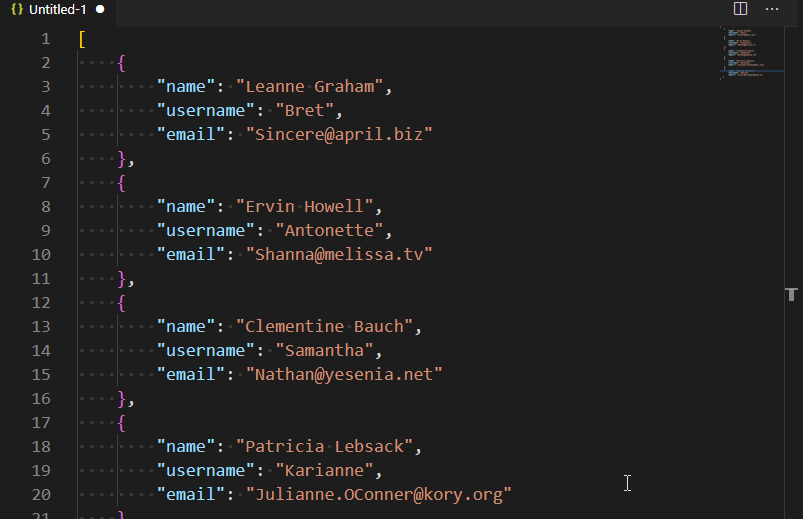 {} Untitled-1 ● ...
1 [
2 {
3 "name": "Leanne Graham",
4 "username": "Bret",
5 "email": "Sincere@april.biz"
6 },
7 {
8 "name": "Ervin Howell",
9 "username": "Antonette",
10 "email": "Shanna@melissa.tv"
11 },
12 {
13 "name": "Clementine Bauch",
14 "username": "Samantha",
15 "email": "Nathan@yesenia.net"
16 },
17 {
18 "name": "Patricia Lebsack",
19 "username": "Karianne",
20 "email": "Julianne.OConner@kory.org"
21 }